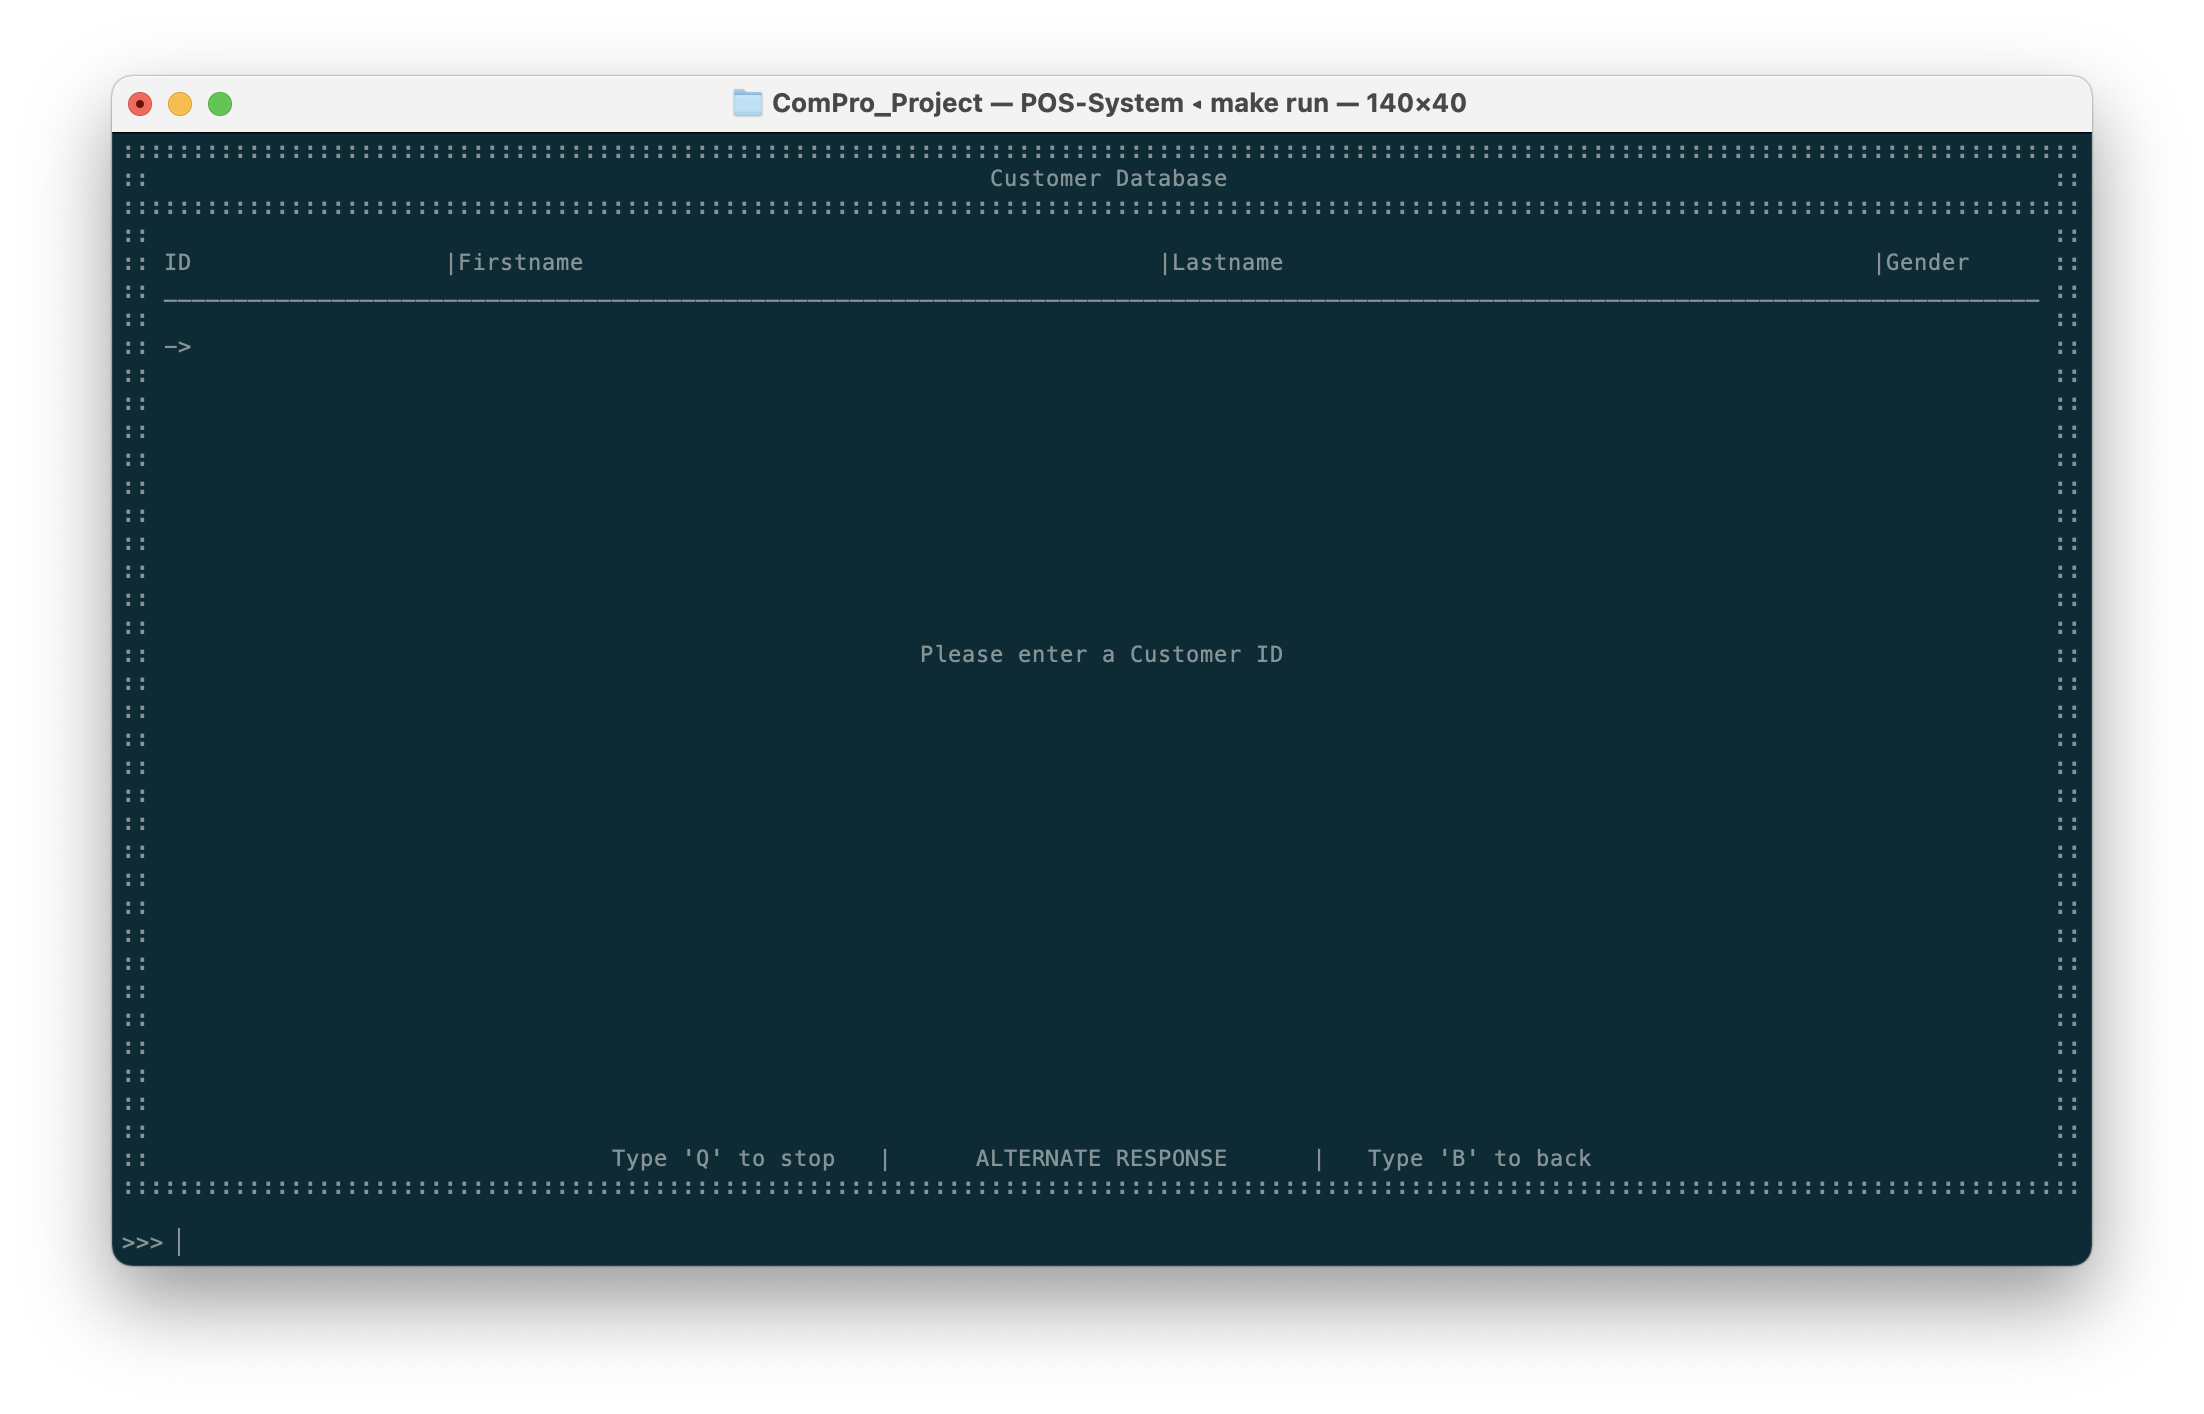 ComPro_Project — POS-System ◂ make run — 140×40
Customer Database
ID |Firstname |Lastname |Gender
->
Please enter a Customer ID
Type 'Q' to stop | ALTERNATE RESPONSE | Type 'B' to back
>>>